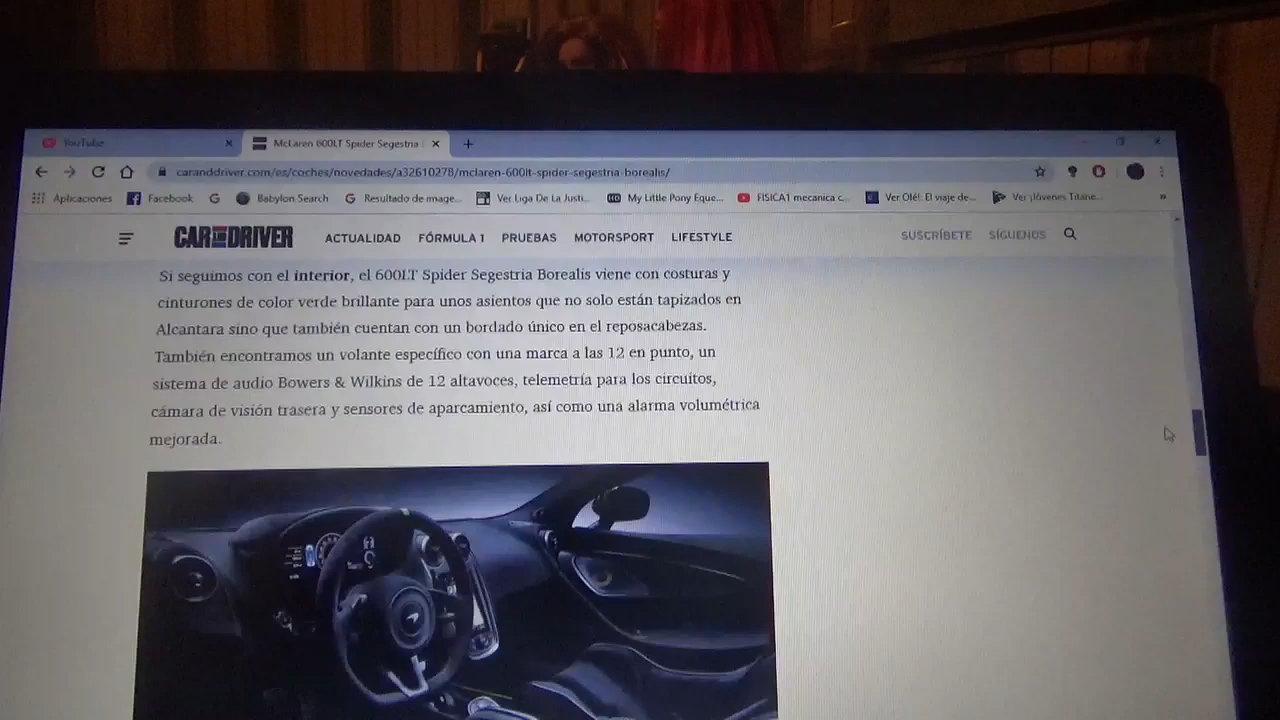 YouTube
McLaren 600LT Spider Segestria
caranddriver.com/es/coches/novedades/a32610278/mclaren-600lt-spider-segestria-borealis/
Aplicaciones Facebook Babylon Search Resultado de image... Ver Liga De La Justi... My Little Pony Eque... FISICA1 mecanica c... Ver Olé!: El viaje de... Ver ¡Jóvenes Titane... »
CAR AND DRIVER ACTUALIDAD FÓRMULA 1 PRUEBAS MOTORSPORT LIFESTYLE SUSCRÍBETE SÍGUENOS
Si seguimos con el interior, el 600LT Spider Segestria Borealis viene con costuras y
cinturones de color verde brillante para unos asientos que no solo están tapizados en
Alcantara sino que también cuentan con un bordado único en el reposacabezas.
También encontramos un volante específico con una marca a las 12 en punto, un
sistema de audio Bowers & Wilkins de 12 altavoces, telemetría para los circuitos,
cámara de visión trasera y sensores de aparcamiento, así como una alarma volumétrica
mejorada.